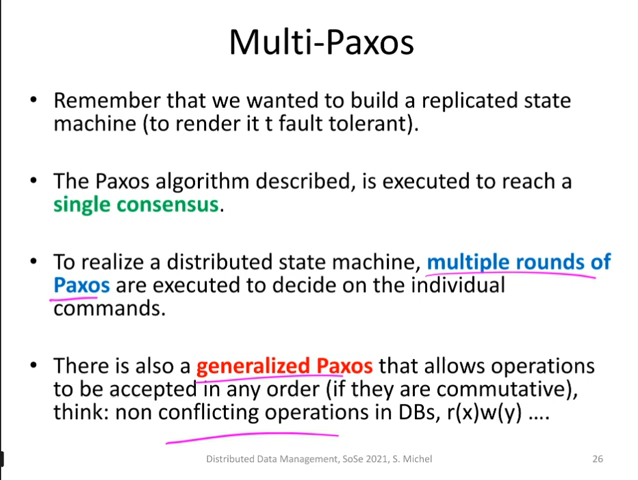 Multi-Paxos
• Remember that we wanted to build a replicated state
machine (to render it t fault tolerant).
• The Paxos algorithm described, is executed to reach a
single consensus.
• To realize a distributed state machine, multiple rounds of
Paxos are executed to decide on the individual
commands.
• There is also a generalized Paxos that allows operations
to be accepted in any order (if they are commutative),
think: non conflicting operations in DBs, r(x)w(y) ….
Distributed Data Management, SoSe 2021, S. Michel
26